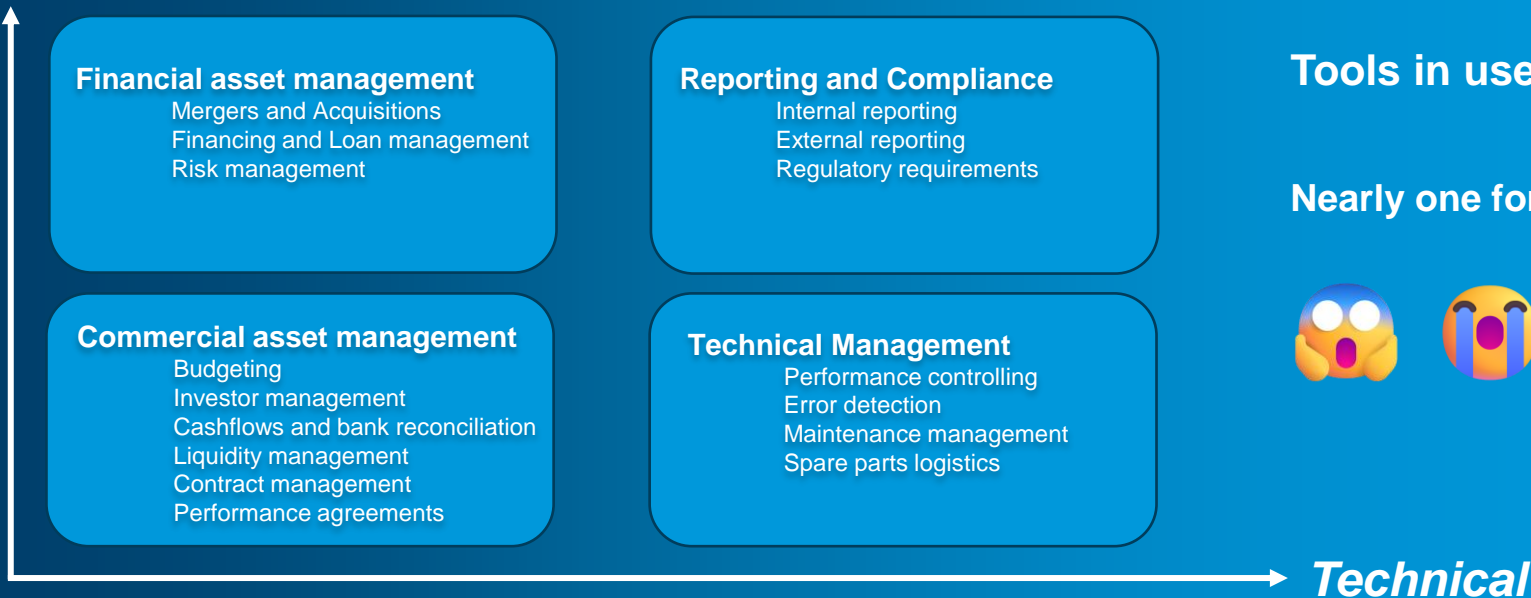 Financial asset management
Mergers and Acquisitions
Financing and Loan management
Risk management
Reporting and Compliance
Internal reporting
External reporting
Regulatory requirements
Commercial asset management
Budgeting
Investor management
Cashflows and bank reconciliation
Liquidity management
Contract management
Performance agreements
Technical Management
Performance controlling
Error detection
Maintenance management
Spare parts logistics
Tools in use
Nearly one for
Technical